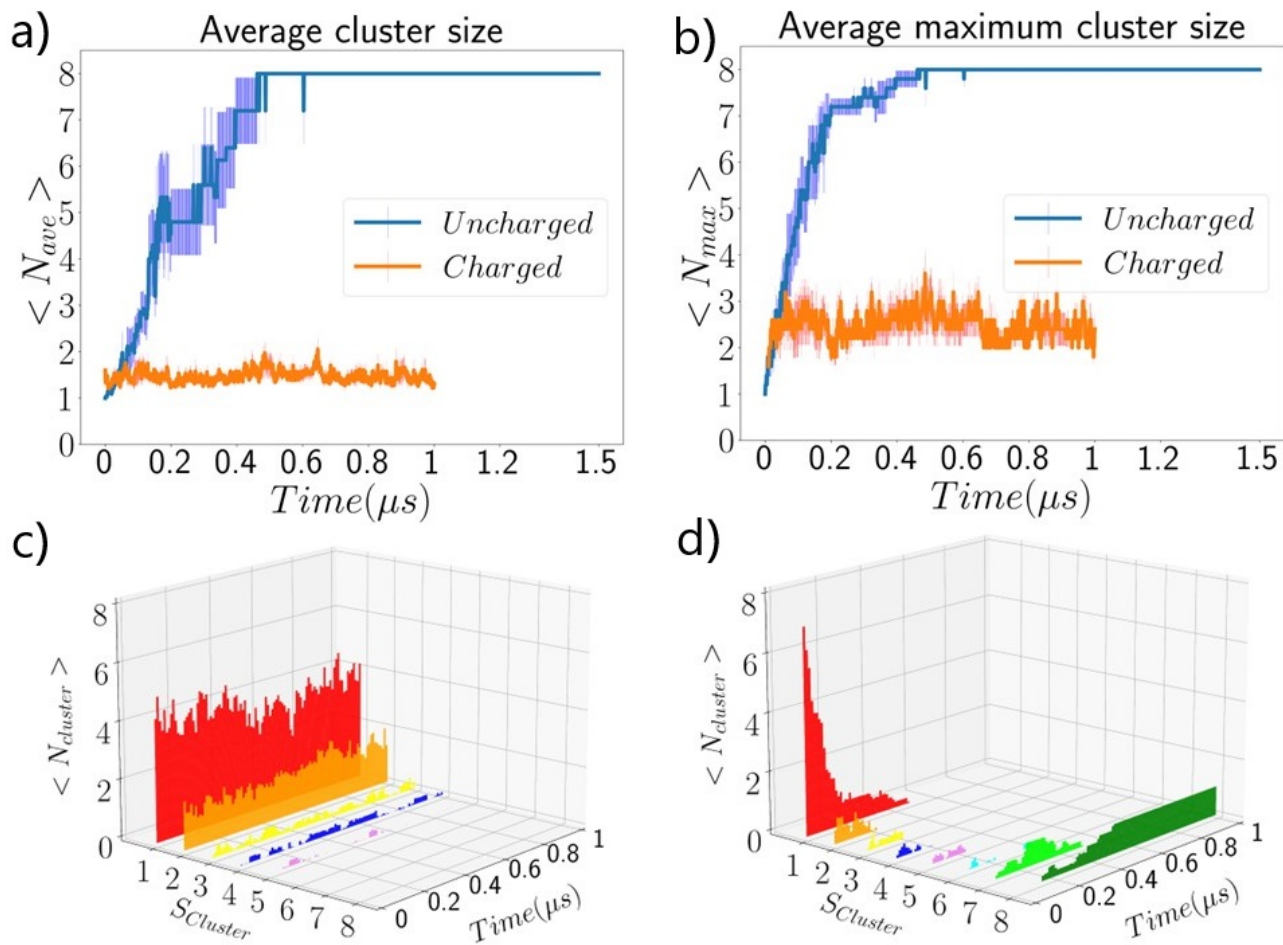 a)
Average cluster size
8
7
6
5
4
3
2
1
0
< N_ave >
Uncharged
Charged
0 0.2 0.4 0.6 0.8 1 1.2 1.5
Time(μs)
b)
Average maximum cluster size
8
7
6
5
4
3
2
1
0
< N_max >
Uncharged
Charged
0 0.2 0.4 0.6 0.8 1 1.2 1.5
Time(μs)
c)
8
6
4
2
0
< N_cluster >
1 2 3 4 5 6 7 8
S_Cluster
0 0.2 0.4 0.6 0.8 1
Time(μs)
d)
8
6
4
2
0
< N_cluster >
1 2 3 4 5 6 7 8
S_Cluster
0 0.2 0.4 0.6 0.8 1
Time(μs)